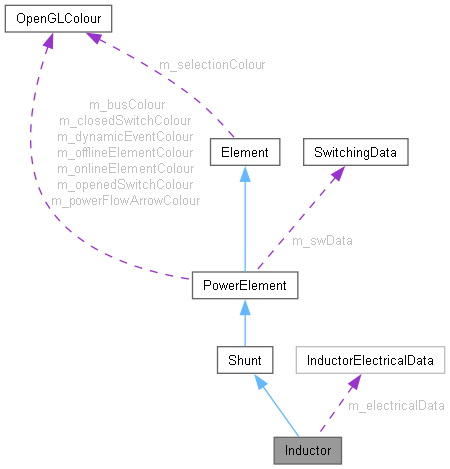 OpenGLColour
m_selectionColour
m_busColour
m_closedSwitchColour
m_dynamicEventColour
m_offlineElementColour
m_onlineElementColour
m_openedSwitchColour
m_powerFlowArrowColour
Element
SwitchingData
m_swData
PowerElement
Shunt
InductorElectricalData
m_electricalData
Inductor